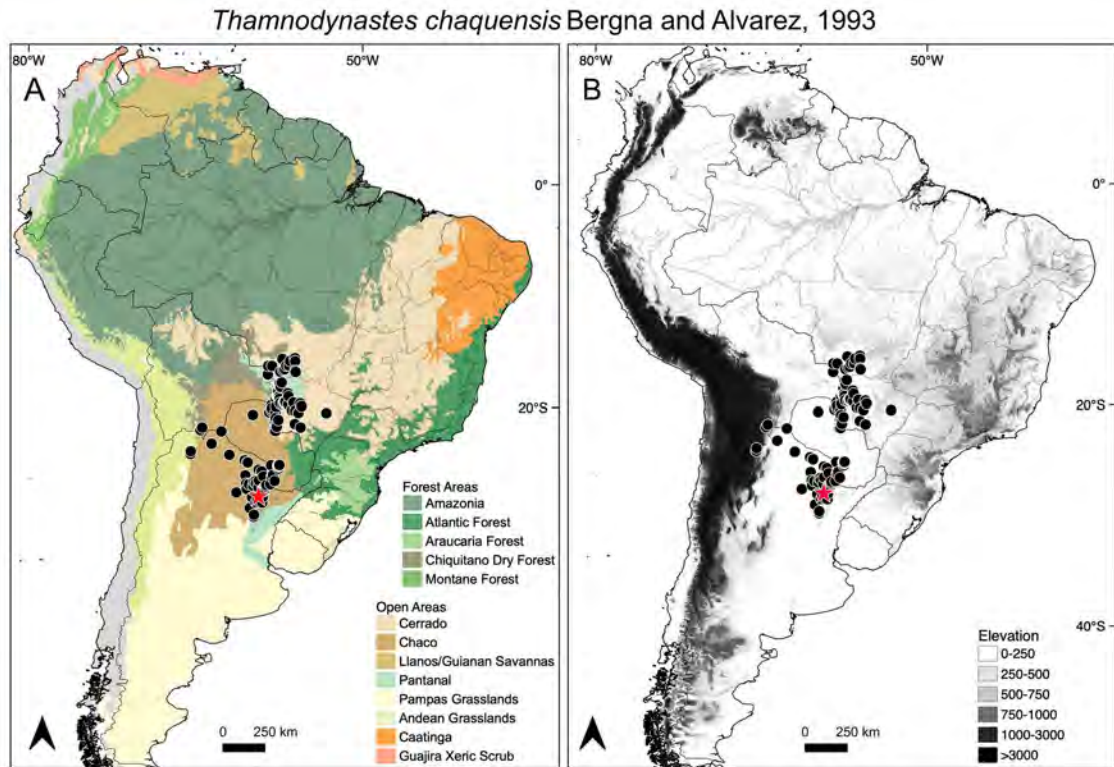 Thamnodynastes chaquensis Bergna and Alvarez, 1993
80°W
50°W
A
Forest Areas
Amazonia
Atlantic Forest
Araucaria Forest
Chiquitano Dry Forest
Montane Forest
Open Areas
Cerrado
Chaco
Llanos/Guianan Savannas
Pantanal
Pampas Grasslands
Andean Grasslands
Caatinga
Guajira Xeric Scrub
0 250 km
80°W
50°W
B
0°
20°S
40°S
Elevation
0-250
250-500
500-750
750-1000
1000-3000
>3000
0 250 km